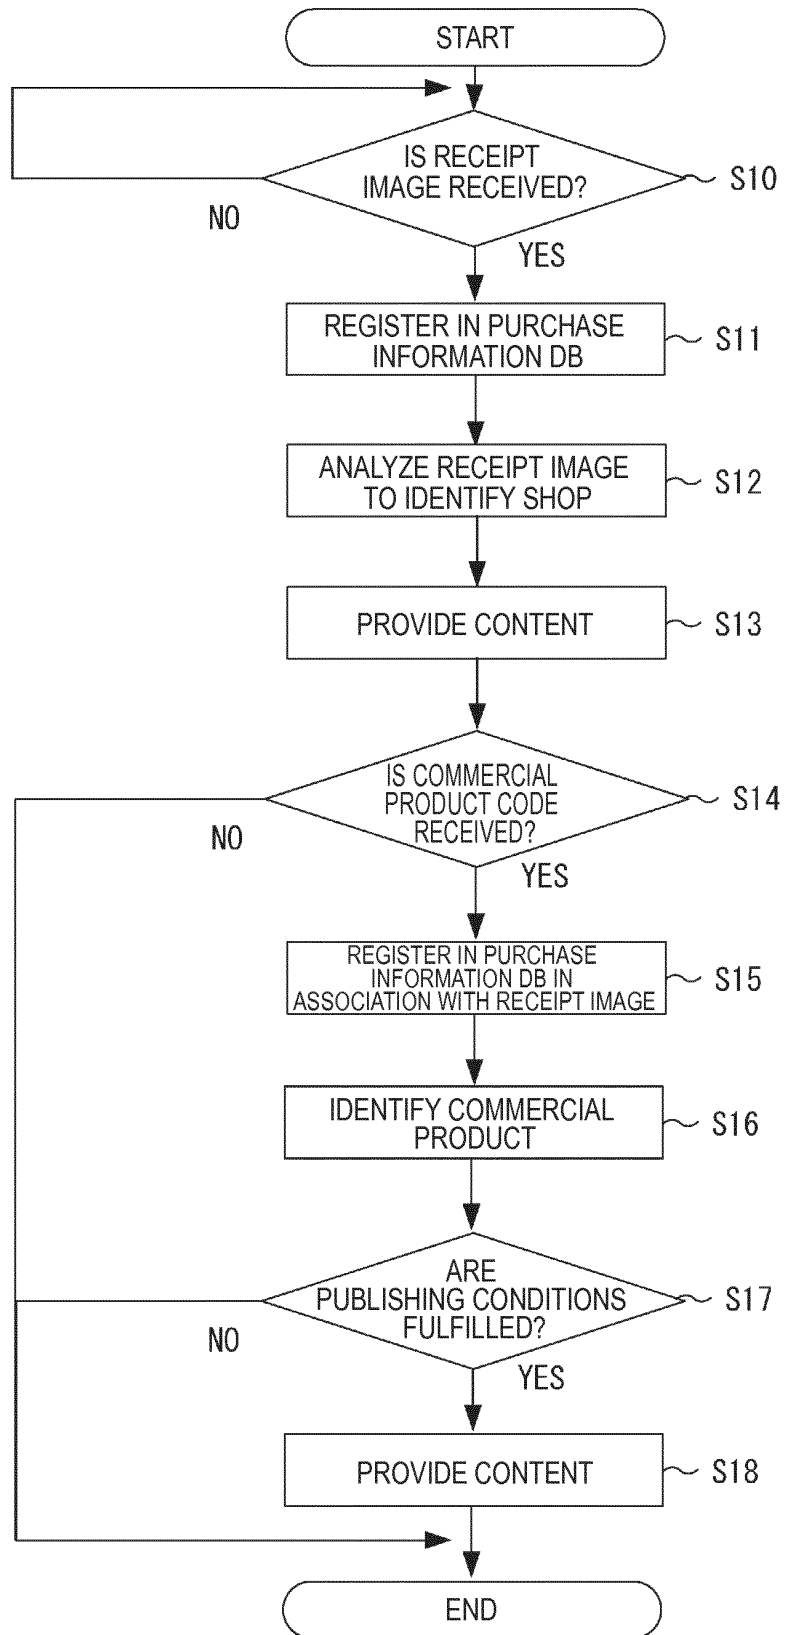 START
IS RECEIPT
IMAGE RECEIVED?
S10
NO
YES
REGISTER IN PURCHASE
INFORMATION DB
S11
ANALYZE RECEIPT IMAGE
TO IDENTIFY SHOP
S12
PROVIDE CONTENT
S13
IS COMMERCIAL
PRODUCT CODE
RECEIVED?
S14
NO
YES
REGISTER IN PURCHASE
INFORMATION DB IN
ASSOCIATION WITH RECEIPT IMAGE
S15
IDENTIFY COMMERCIAL
PRODUCT
S16
ARE
PUBLISHING CONDITIONS
FULFILLED?
S17
NO
YES
PROVIDE CONTENT
S18
END